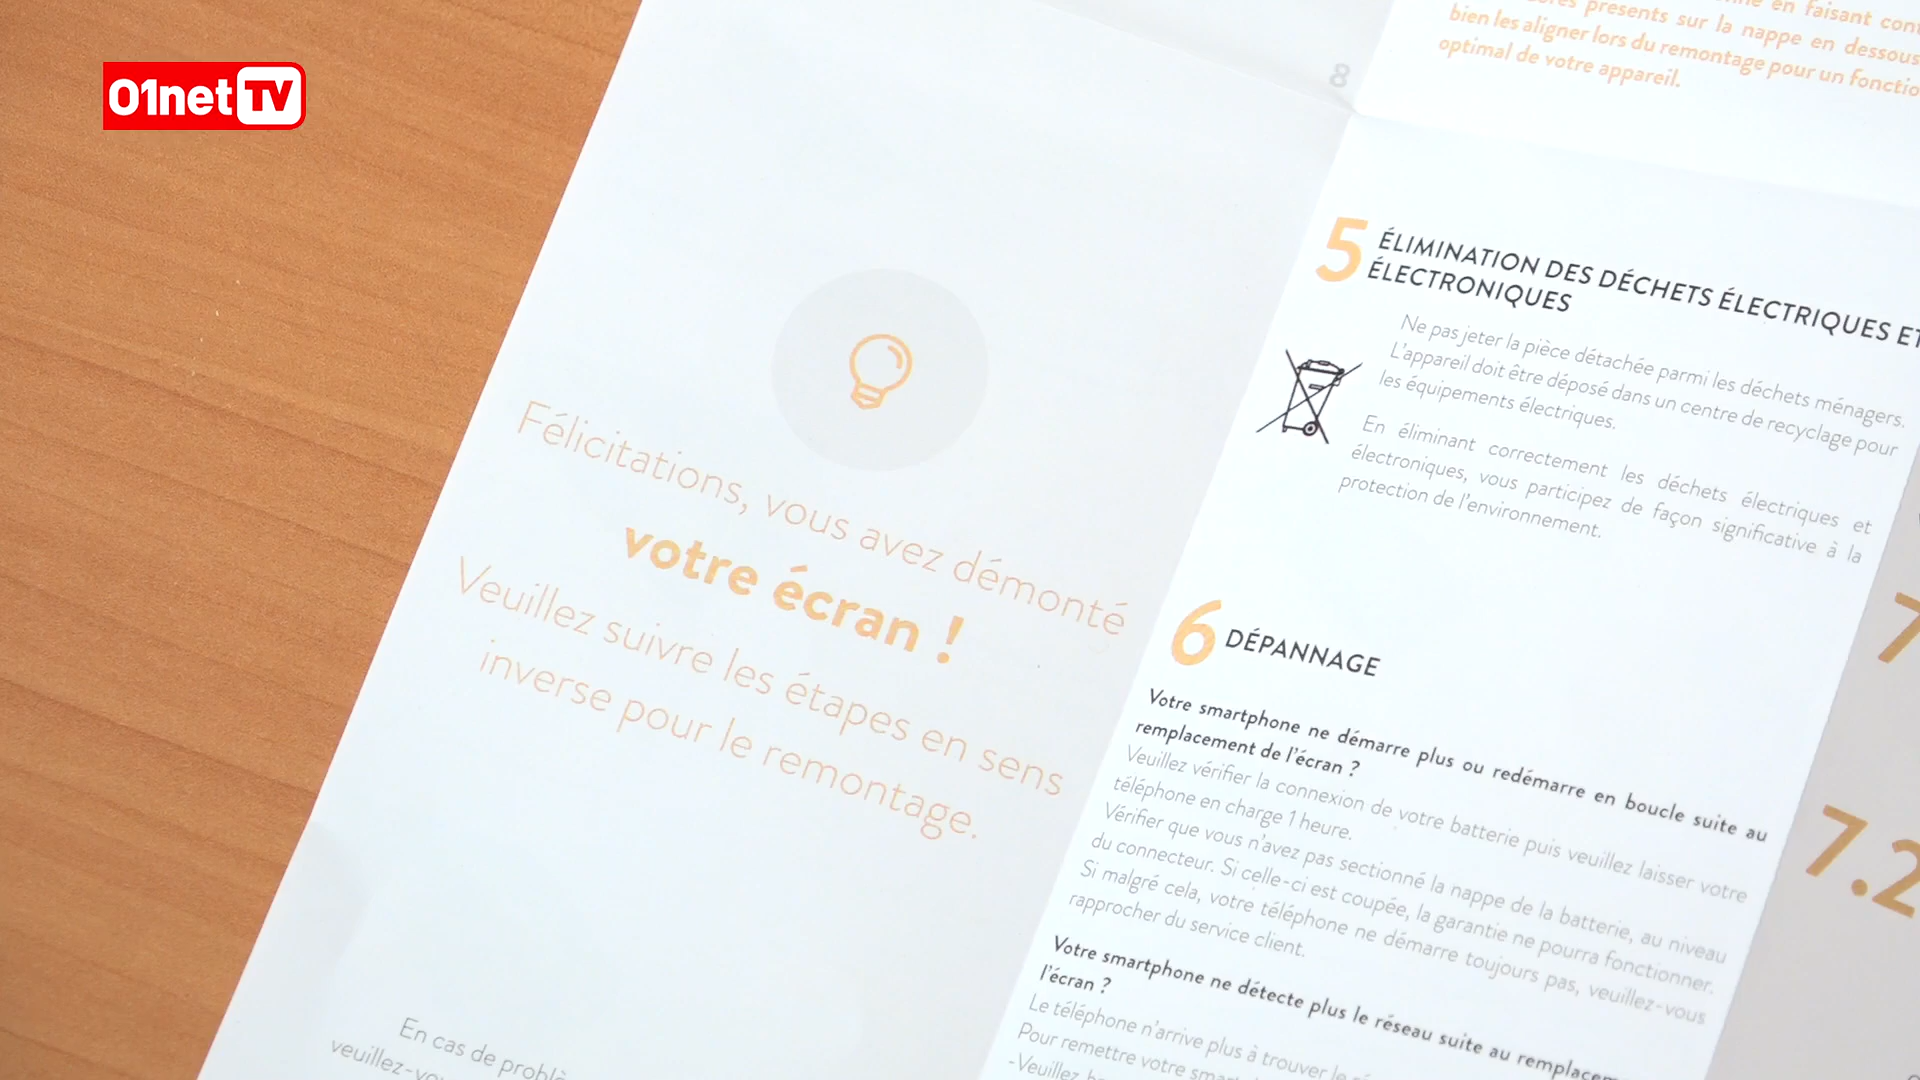 01net TV
8
en faisant
présents sur la nappe en dessous
bien les aligner lors du remontage pour un
optimal de votre appareil.
Félicitations, vous avez démonté
votre écran !
Veuillez suivre les étapes en sens
inverse pour le remontage.
En cas de
5 ÉLIMINATION DES DÉCHETS ÉLECTRIQUES ET
ÉLECTRONIQUES
Ne pas jeter la pièce détachée parmi les déchets ménagers.
L'appareil doit être déposé dans un centre de recyclage pour
les équipements électriques.
En éliminant correctement les déchets électriques et
électroniques, vous participez de façon significative à la
protection de l'environnement.
6 DÉPANNAGE
Votre smartphone ne démarre plus ou redémarre en boucle suite au
remplacement de l'écran ?
Veuillez vérifier la connexion de votre batterie puis veuillez laisser votre
téléphone en charge 1 heure.
Vérifier que vous n'avez pas sectionné la nappe de la batterie, au niveau
du connecteur. Si celle-ci est coupée, la garantie ne pourra fonctionner.
Si malgré cela, votre téléphone ne démarre toujours pas, veuillez-vous
rapprocher du service client.
Votre smartphone ne détecte plus le réseau suite au
l'écran ?
Le téléphone n'arrive plus à trouver le
Pour remettre votre
-Veuillez
7
7.2